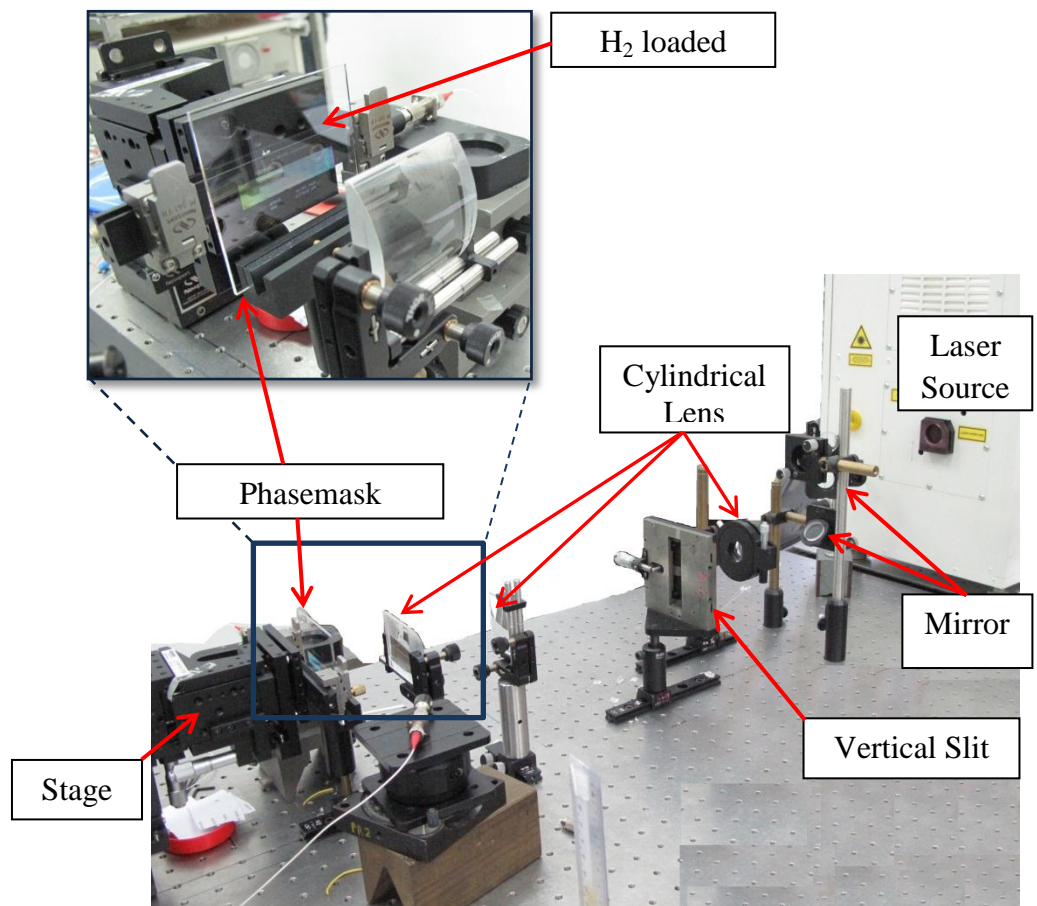 H₂ loaded
Laser
Source
Cylindrical
Lens
Phasemask
Mirror
Vertical Slit
Stage